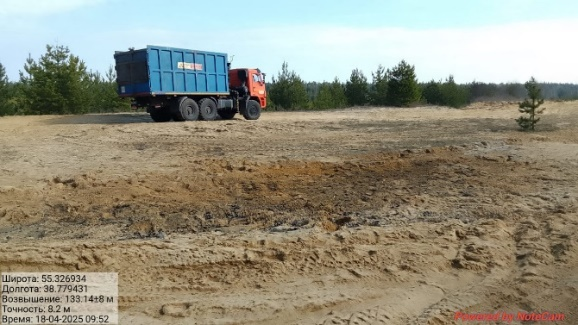 Широта: 55.326934
Долгота: 38.779431
Возвышение: 133.14±8 м
Точность: 8.2 м
Время: 18-04-2025 09:52
Powered by NoteCam